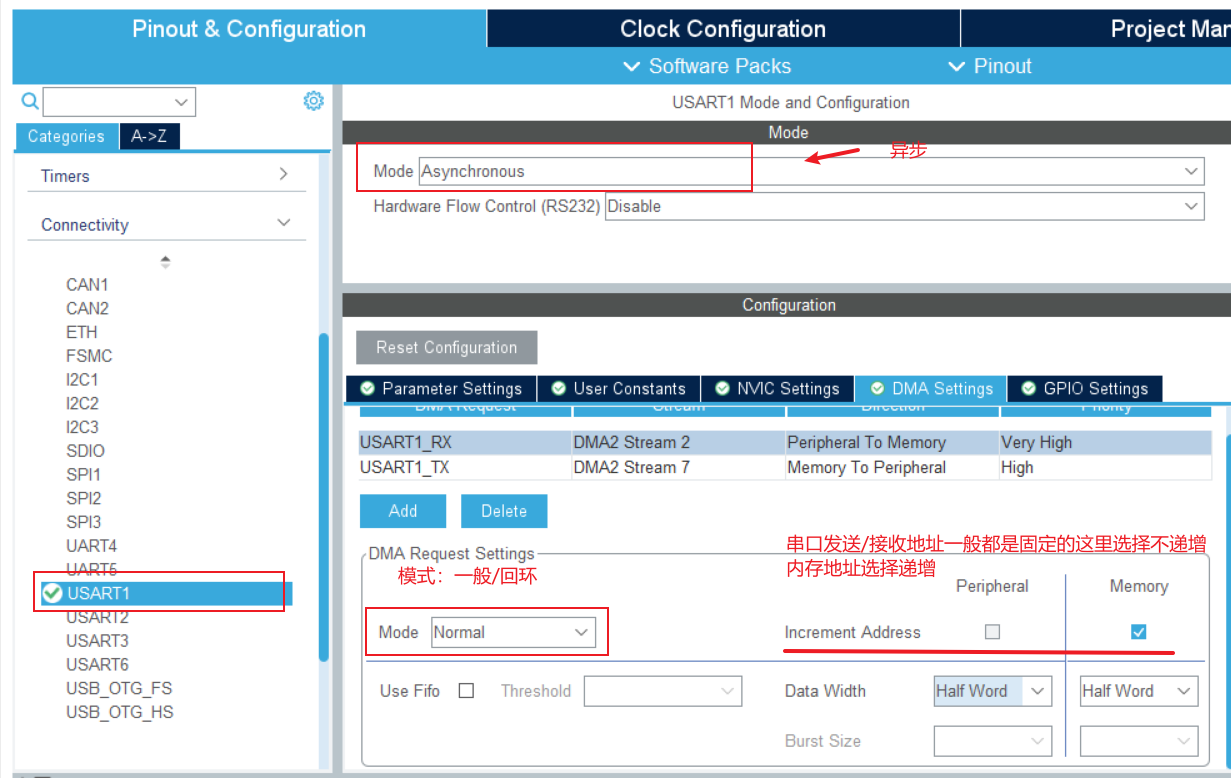 Pinout & Configuration
Clock Configuration
Project Mar
Software Packs
Pinout
USART1 Mode and Configuration
Categories
A->Z
Mode
异步
Timers
Mode Asynchronous
Connectivity
Hardware Flow Control (RS232) Disable
CAN1
CAN2
ETH
FSMC
I2C1
I2C2
I2C3
SDIO
SPI1
SPI2
SPI3
UART4
UART5
USART1
USART2
USART3
USART6
USB_OTG_FS
USB_OTG_HS
Configuration
Reset Configuration
Parameter Settings
User Constants
NVIC Settings
DMA Settings
GPIO Settings
DMA Request Stream Direction Priority
USART1_RX DMA2 Stream 2 Peripheral To Memory Very High
USART1_TX DMA2 Stream 7 Memory To Peripheral High
Add
Delete
DMA Request Settings
串口发送/接收地址一般都是固定的这里选择不递增
内存地址选择递增
模式：一般/回环
Peripheral Memory
Mode Normal
Increment Address
Use Fifo Threshold
Data Width Half Word Half Word
Burst Size